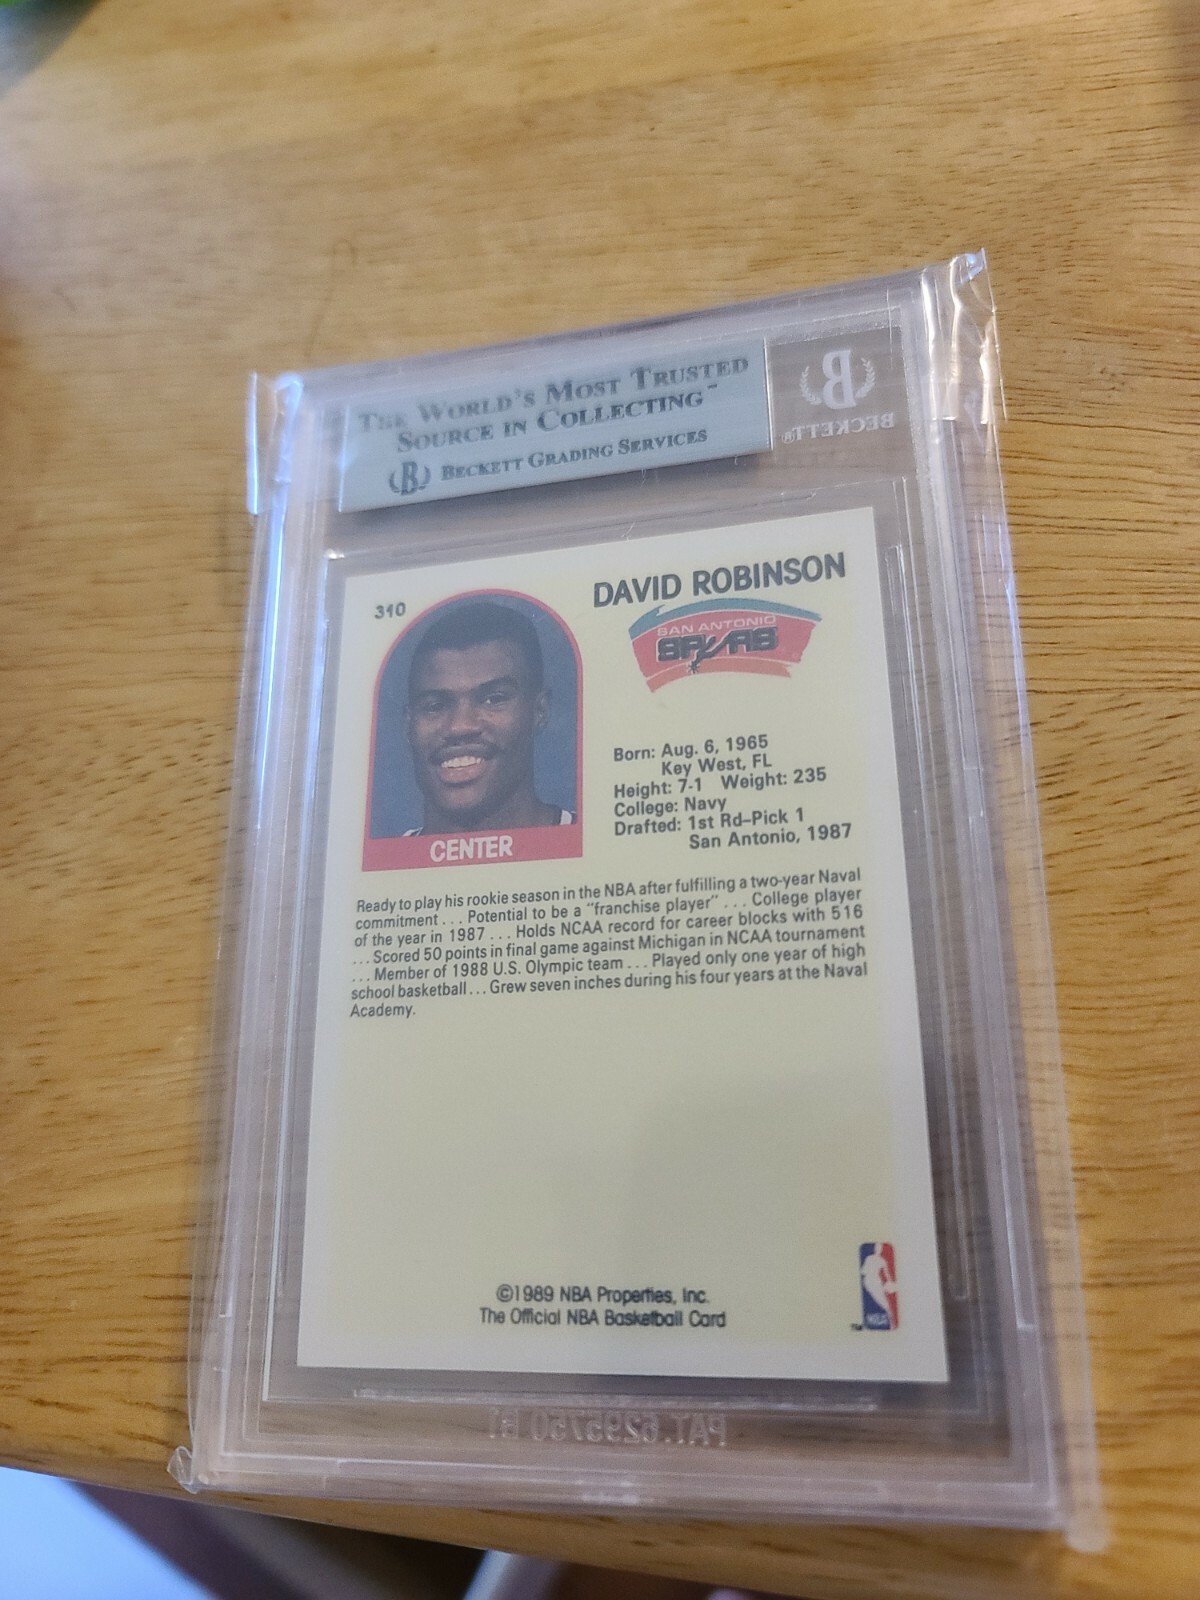 THE WORLD'S MOST TRUSTED
SOURCE IN COLLECTING™
B BECKETT GRADING SERVICES
B
BECKETT®
310
DAVID ROBINSON
SAN ANTONIO
SPURS
CENTER
Born: Aug. 6, 1965
Key West, FL
Height: 7-1 Weight: 235
College: Navy
Drafted: 1st Rd-Pick 1
San Antonio, 1987
Ready to play his rookie season in the NBA after fulfilling a two-year Naval
commitment . . . Potential to be a "franchise player" . . . College player
of the year in 1987 . . . Holds NCAA record for career blocks with 516
. . . Scored 50 points in final game against Michigan in NCAA tournament
. . . Member of 1988 U.S. Olympic team . . . Played only one year of high
school basketball . . . Grew seven inches during his four years at the Naval
Academy.
©1989 NBA Properties, Inc.
The Official NBA Basketball Card
NBA
TM
PAT. 6295750 B1